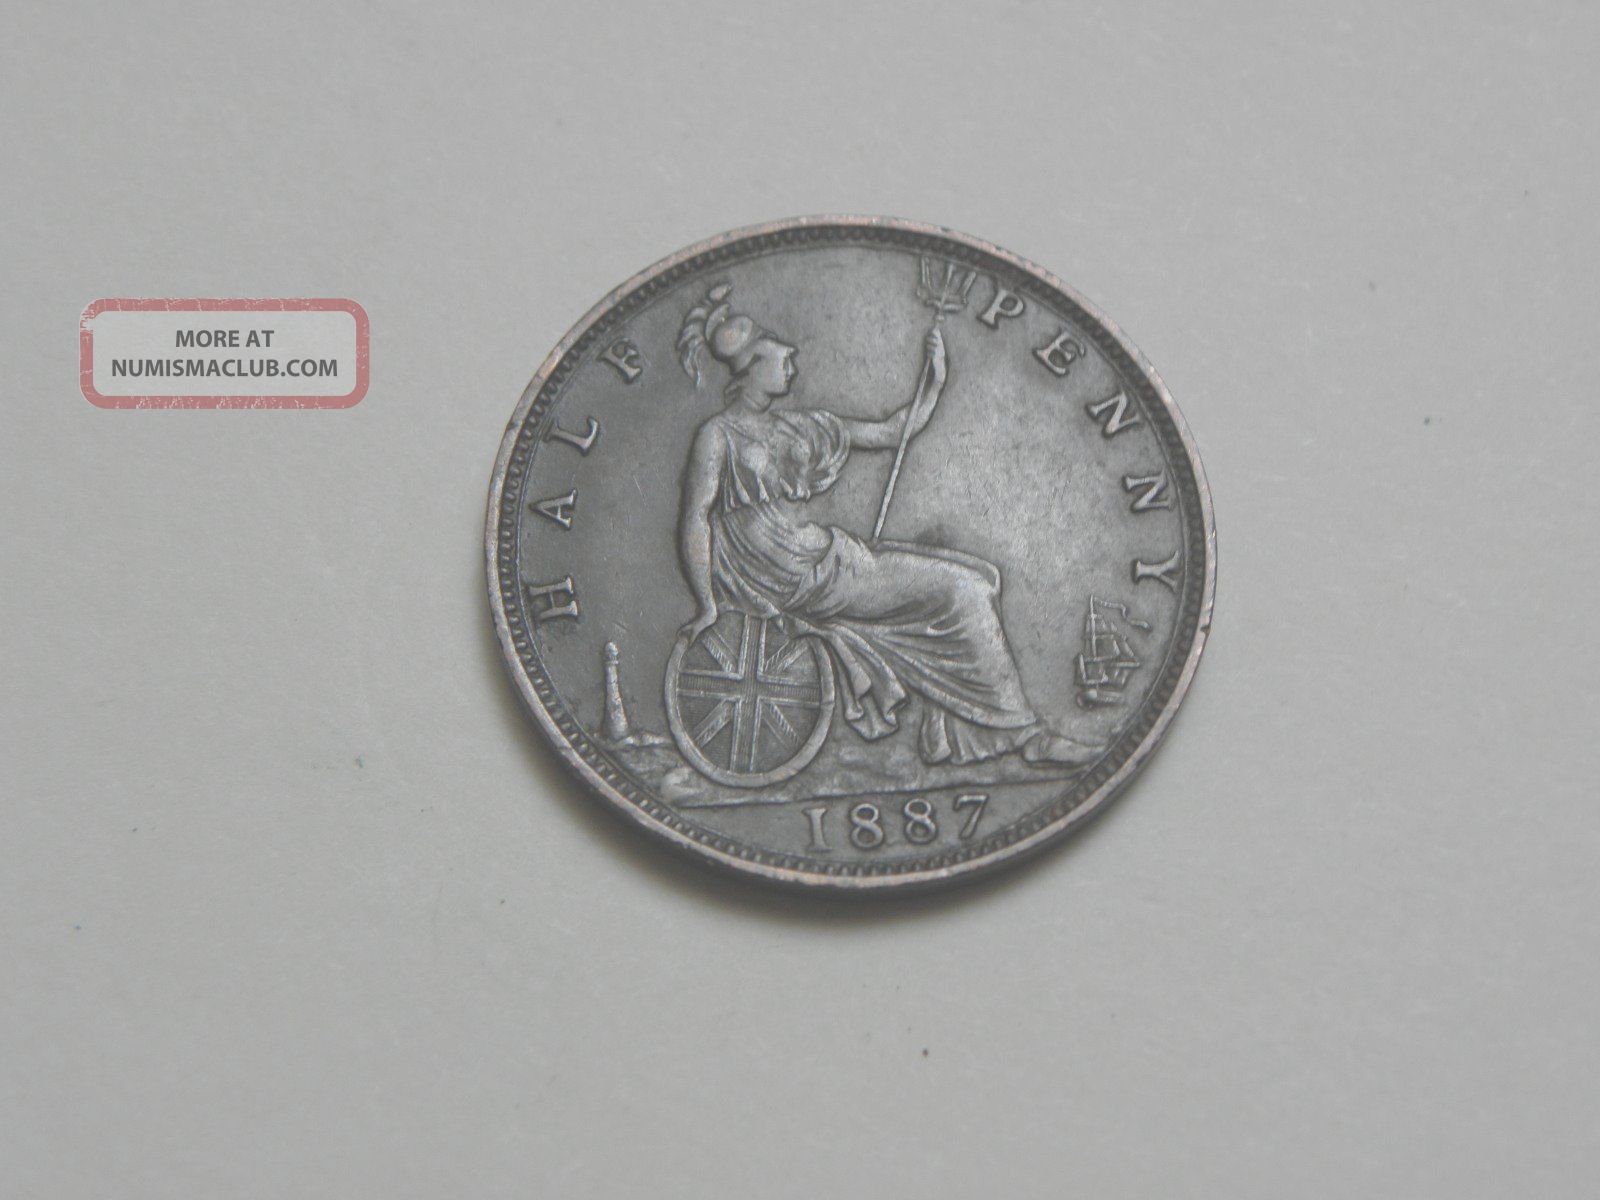 MORE AT
NUMISMACLUB.COM
HALF PENNY
1887